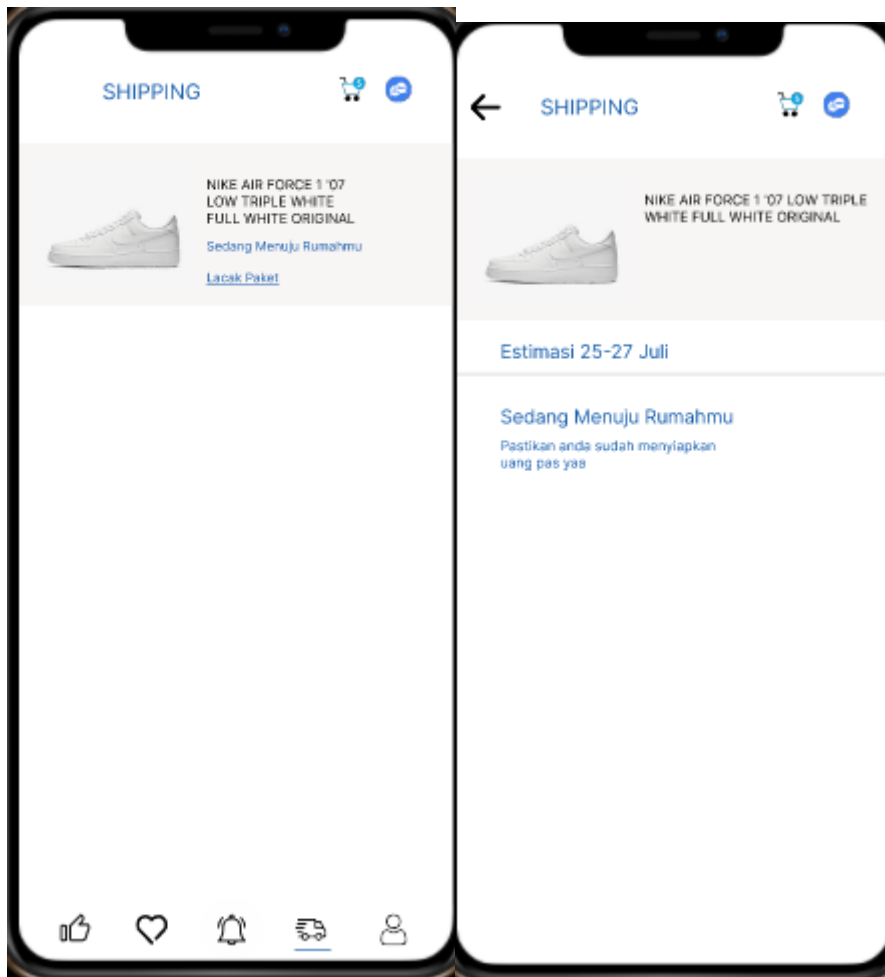 SHIPPING
NIKE AIR FORCE 1 '07
LOW TRIPLE WHITE
FULL WHITE ORIGINAL
Sedang Menuju Rumahmu
Lacak Paket
SHIPPING
NIKE AIR FORCE 1 '07 LOW TRIPLE
WHITE FULL WHITE ORIGINAL
Estimasi 25-27 Juli
Sedang Menuju Rumahmu
Pastikan anda sudah menyiapkan
uang pas yaa